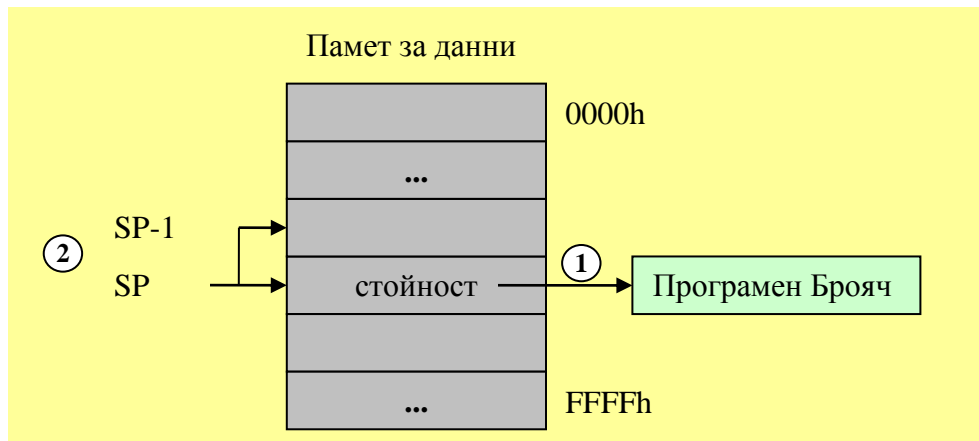 Памет за данни
0000h
...
SP-1
2
SP
стойност
1
Програмен Брояч
...
FFFFh